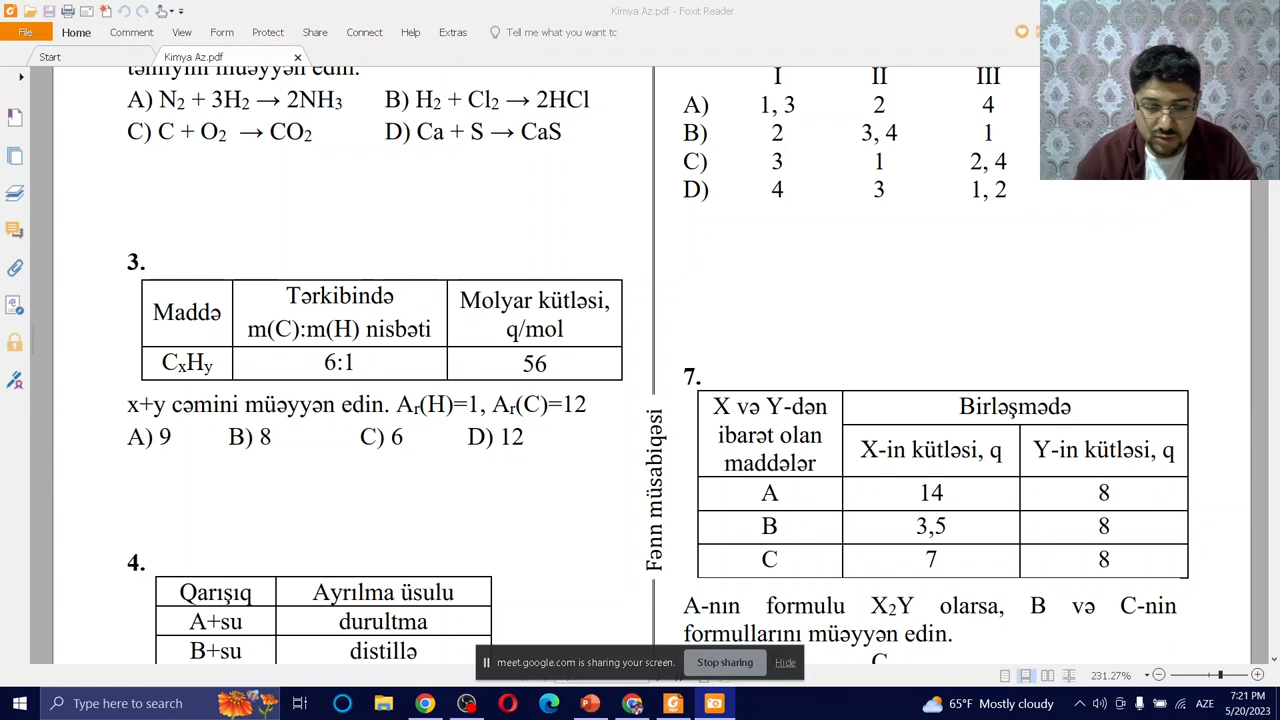 Kimya Az.pdf - Foxit Reader
File Home Comment View Form Protect Share Connect Help Extras Tell me what you want to
Start Kimya Az.pdf
təhliyini müəyyən edin.
A) N2 + 3H2 → 2NH3 B) H2 + Cl2 → 2HCl
C) C + O2 → CO2 D) Ca + S → CaS
3.
Maddə Tərkibində m(C):m(H) nisbəti Molyar kütləsi, q/mol
CxHy 6:1 56
x+y cəmini müəyyən edin. Ar(H)=1, Ar(C)=12
A) 9 B) 8 C) 6 D) 12
4.
Qarışıq Ayrılma üsulu
A+su durultma
B+su distillə
Fənn müsabiqəsi
I II III
A) 1, 3 2 4
B) 2 3, 4 1
C) 3 1 2, 4
D) 4 3 1, 2
7.
X və Y-dən ibarət olan maddələr Birləşmədə
X-in kütləsi, q Y-in kütləsi, q
A 14 8
B 3,5 8
C 7 8
A-nın formulu X2Y olarsa, B və C-nin
formullarını müəyyən edin.
C
meet.google.com is sharing your screen. Stop sharing Hide
231.27%
Type here to search
65°F Mostly cloudy
AZE
7:21 PM
5/20/2023